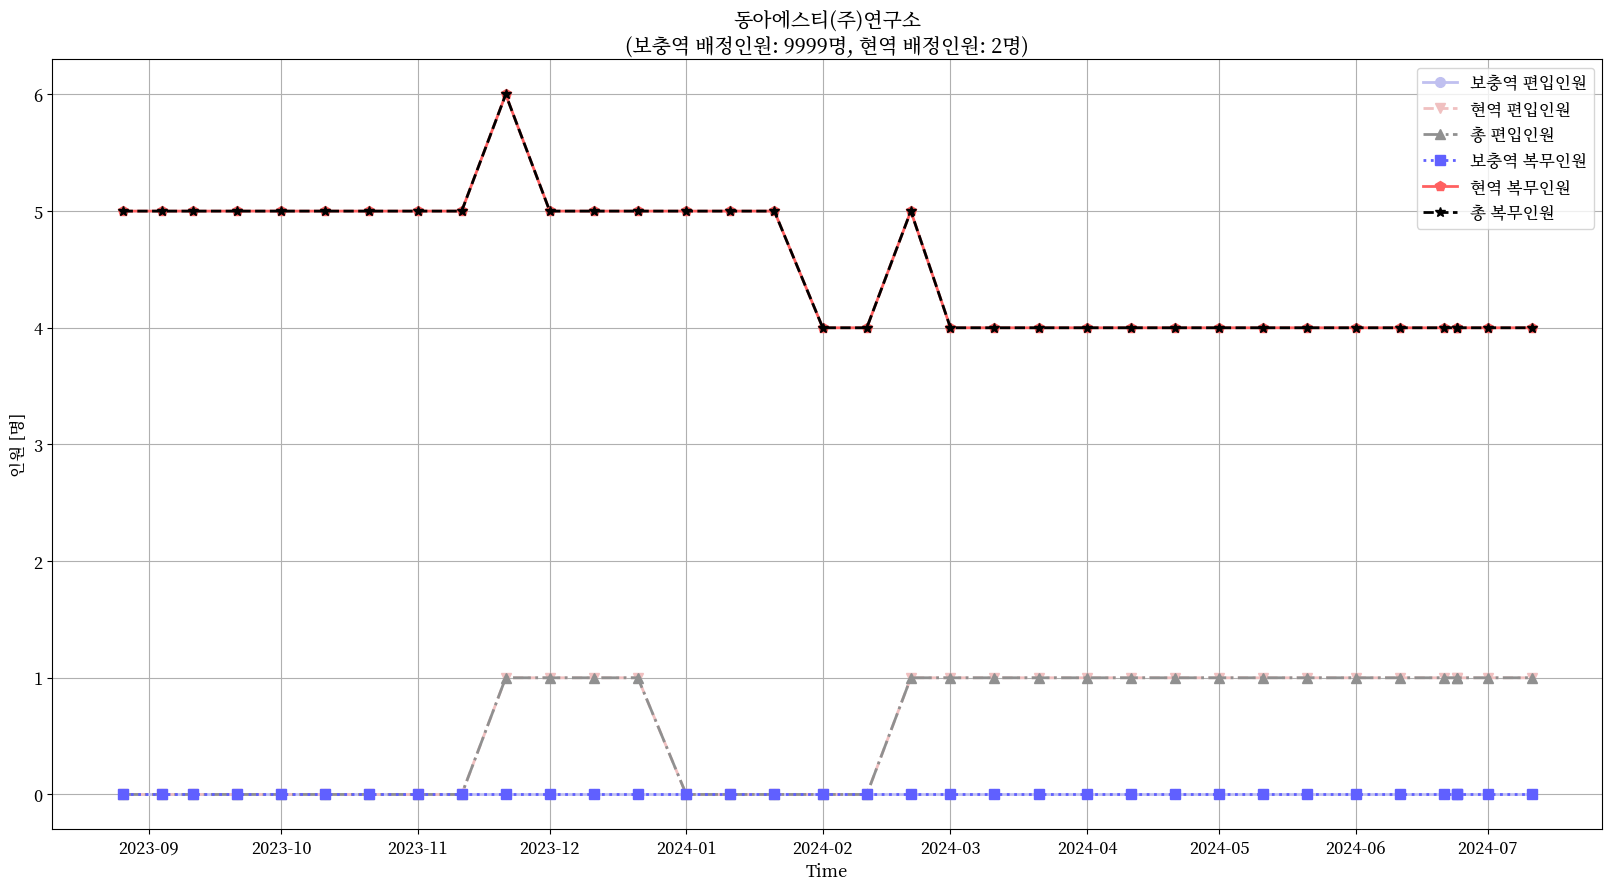 동아에스티(주)연구소
(보충역 배정인원: 9999명, 현역 배정인원: 2명)
인원 [명]
6
5
4
3
2
1
0
보충역 편입인원
현역 편입인원
총 편입인원
보충역 복무인원
현역 복무인원
총 복무인원
2023-09 2023-10 2023-11 2023-12 2024-01 2024-02 2024-03 2024-04 2024-05 2024-06 2024-07
Time